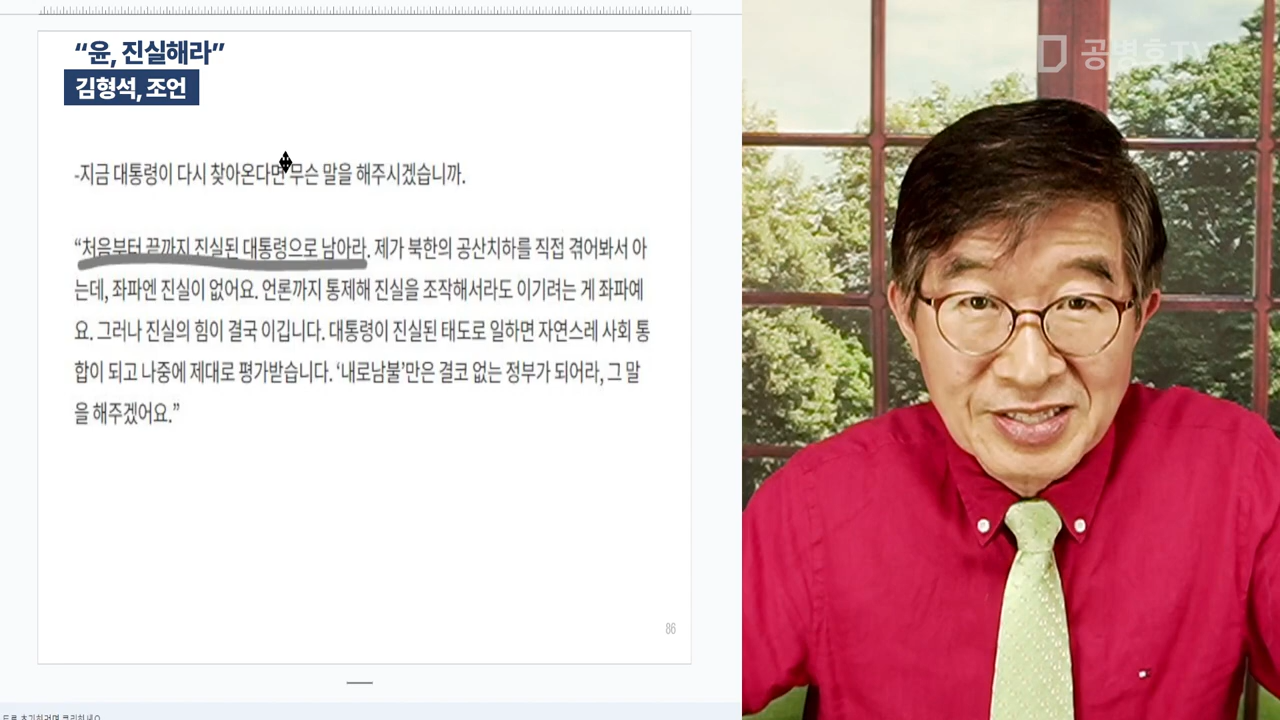 “윤, 진실해라”
김형석, 조언
공병호TV
-지금 대통령이 다시 찾아온다면 무슨 말을 해주시겠습니까.
“처음부터 끝까지 진실된 대통령으로 남아라. 제가 북한의 공산치하를 직접 겪어봐서 아
는데, 좌파엔 진실이 없어요. 언론까지 통제해 진실을 조작해서라도 이기려는 게 좌파예
요. 그러나 진실의 힘이 결국 이깁니다. 대통령이 진실된 태도로 일하면 자연스레 사회 통
합이 되고 나중에 제대로 평가받습니다. ‘내로남불’만은 결코 없는 정부가 되어라, 그 말
을 해주겠어요.”
86